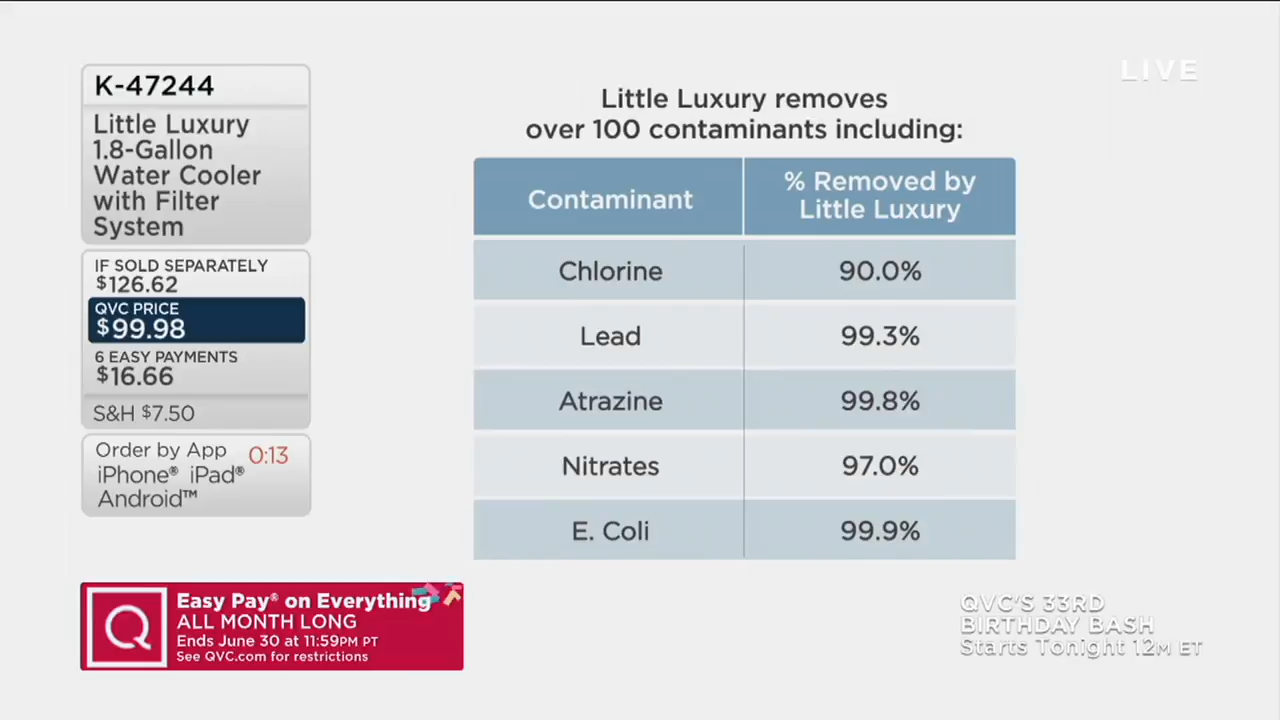 K-47244
Little Luxury
1.8-Gallon
Water Cooler
with Filter
System
IF SOLD SEPARATELY
$126.62
QVC PRICE
$99.98
6 EASY PAYMENTS
$16.66
S&H $7.50
Order by App 0:13
iPhone® iPad®
Android™
LIVE
Little Luxury removes
over 100 contaminants including:
Contaminant
% Removed by
Little Luxury
Chlorine 90.0%
Lead 99.3%
Atrazine 99.8%
Nitrates 97.0%
E. Coli 99.9%
Q
Easy Pay® on Everything
ALL MONTH LONG
Ends June 30 at 11:59PM PT
See QVC.com for restrictions
QVC'S 33RD
BIRTHDAY BASH
Starts Tonight 12M ET